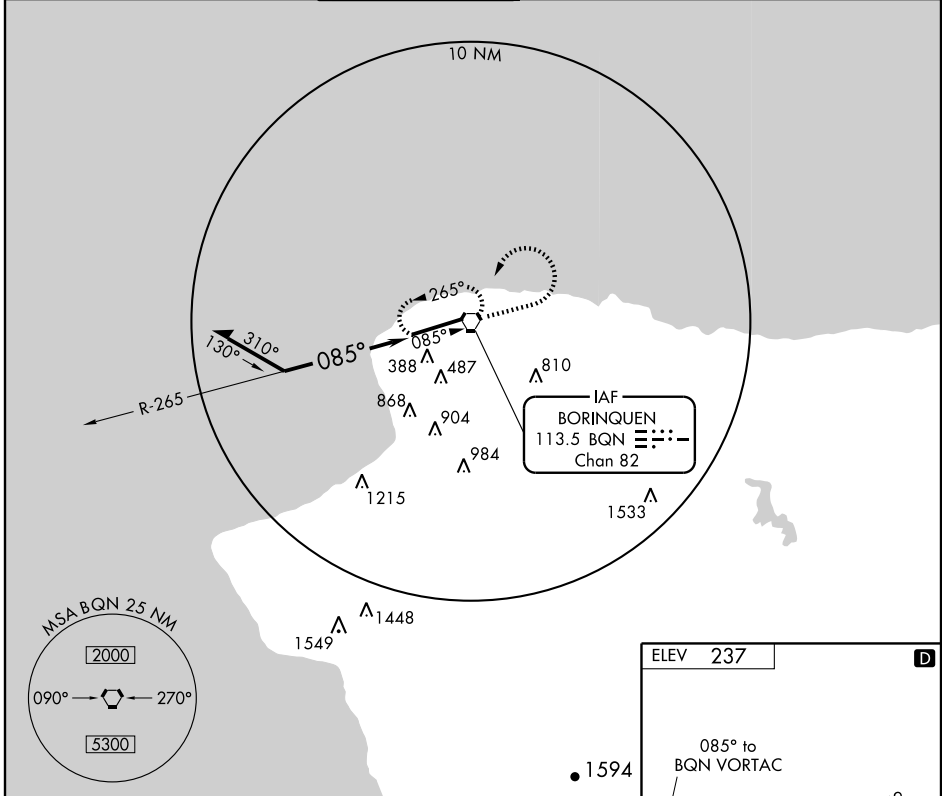 10 NM
265°
310°
130°
085°
085°
R-265
388
487
810
868
904
984
1215
IAF
BORINQUEN
113.5 BQN
Chan 82
1533
1448
1549
MSA BQN 25 NM
2000
090°
270°
5300
ELEV 237
D
085° to
BQN VORTAC
1594